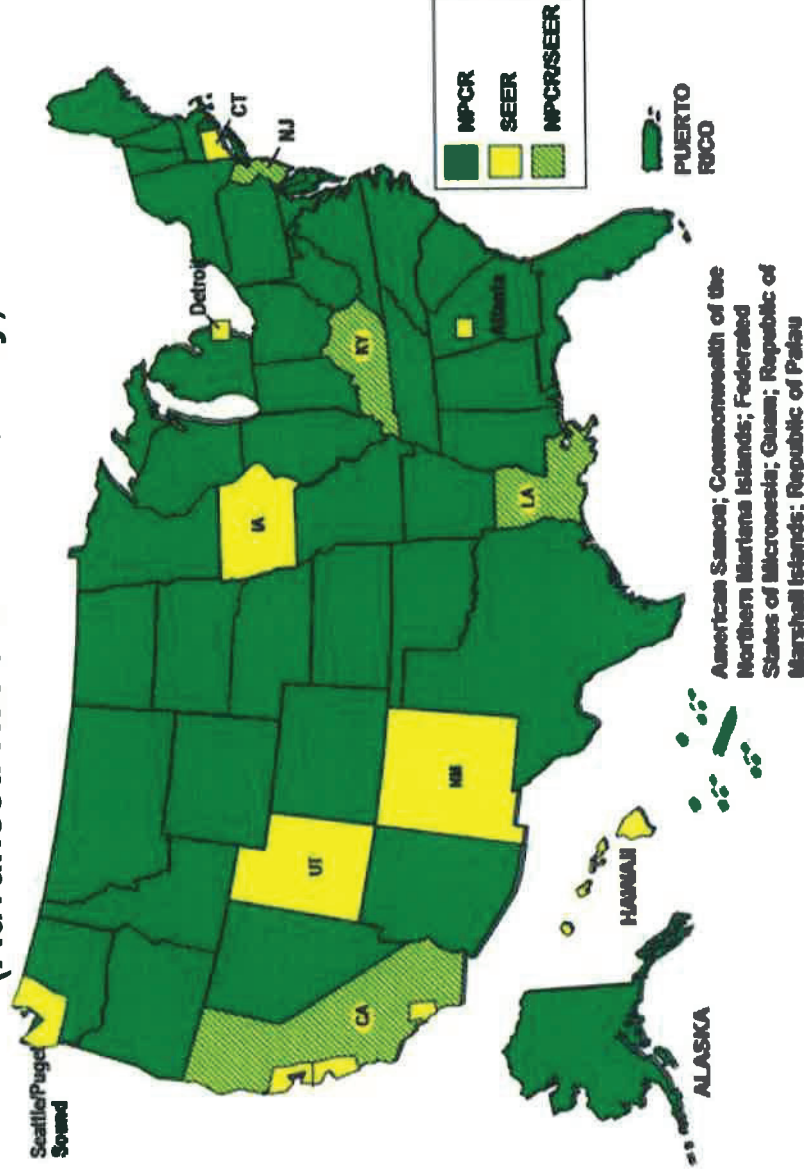 Seattle/Puget
Sound
Detroit
CT
NJ
IA
KY
UT
CA
NM
LA
Atlanta
NPCR
SEER
NPCR/SEER
ALASKA
HAWAII
American Samoa; Commonwealth of the
Northern Mariana Islands; Federated
States of Micronesia; Guam; Republic of
Marshall Islands; Republic of Palau
PUERTO
RICO